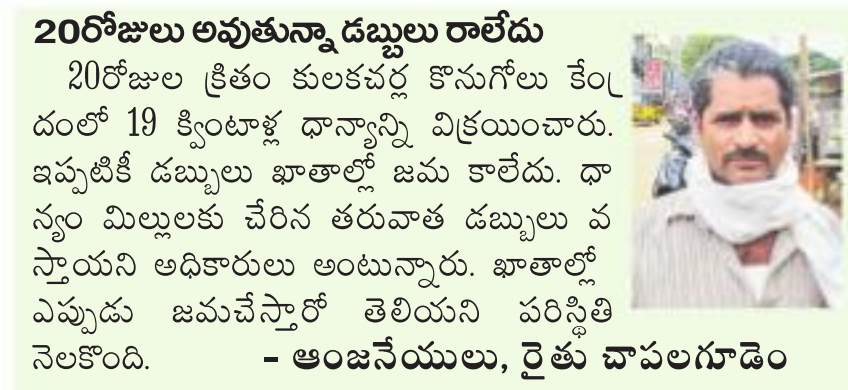 20రోజులు అవుతున్నా డబ్బులు రాలేదు
20రోజుల క్రితం కులకచర్ల కొనుగోలు కేంద్ర
దంలో 19 క్వింటాళ్ల ధాన్యాన్ని విక్రయించారు.
ఇప్పటికీ డబ్బులు ఖాతాల్లో జమ కాలేదు. ధా
న్యం మిల్లులకు చేరిన తరువాత డబ్బులు వ
స్తాయని అధికారులు అంటున్నారు. ఖాతాల్లో
ఎప్పుడు జమచేస్తారో తెలియని పరిస్థితి
నెలకొంది. - ఆంజనేయులు, రైతు చాపలగూడెం